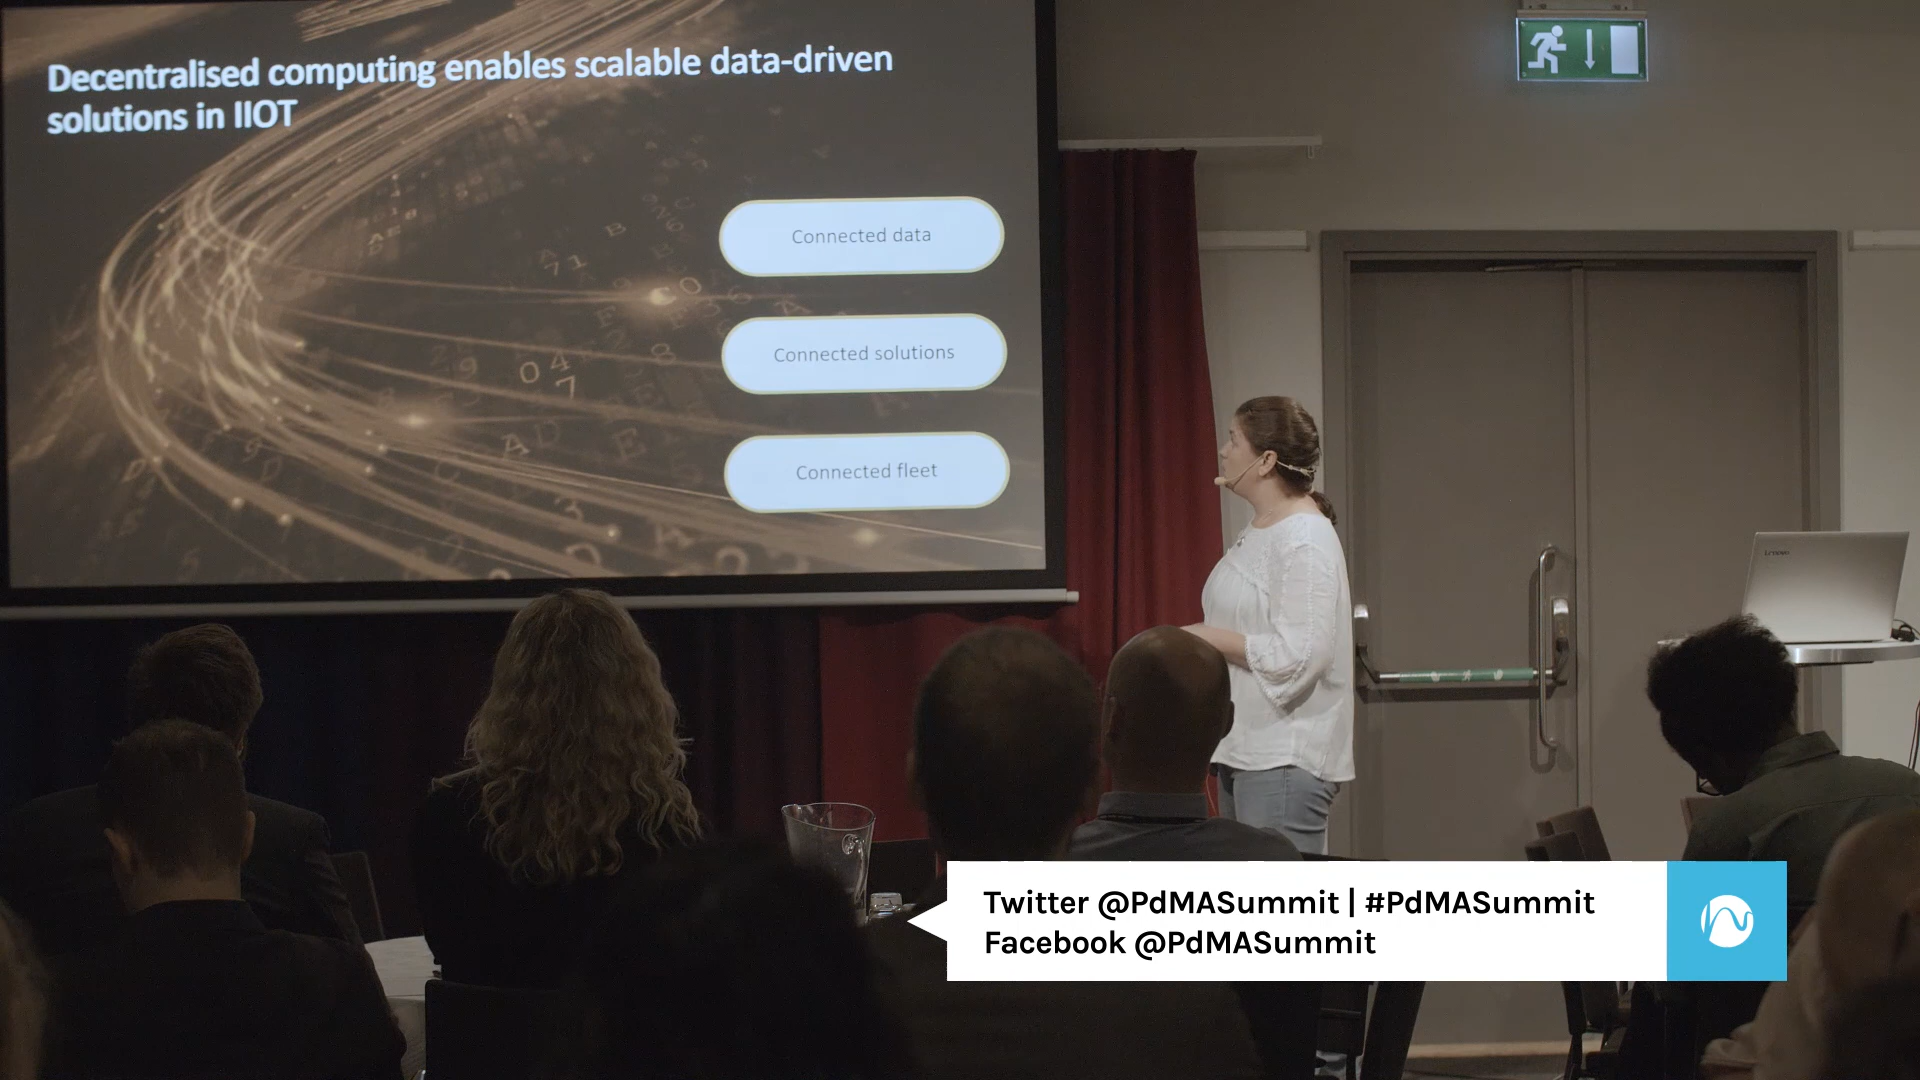 Decentralised computing enables scalable data-driven
solutions in IIOT
Connected data
Connected solutions
Connected fleet
Lenovo
Twitter @PdMASummit | #PdMASummit
Facebook @PdMASummit